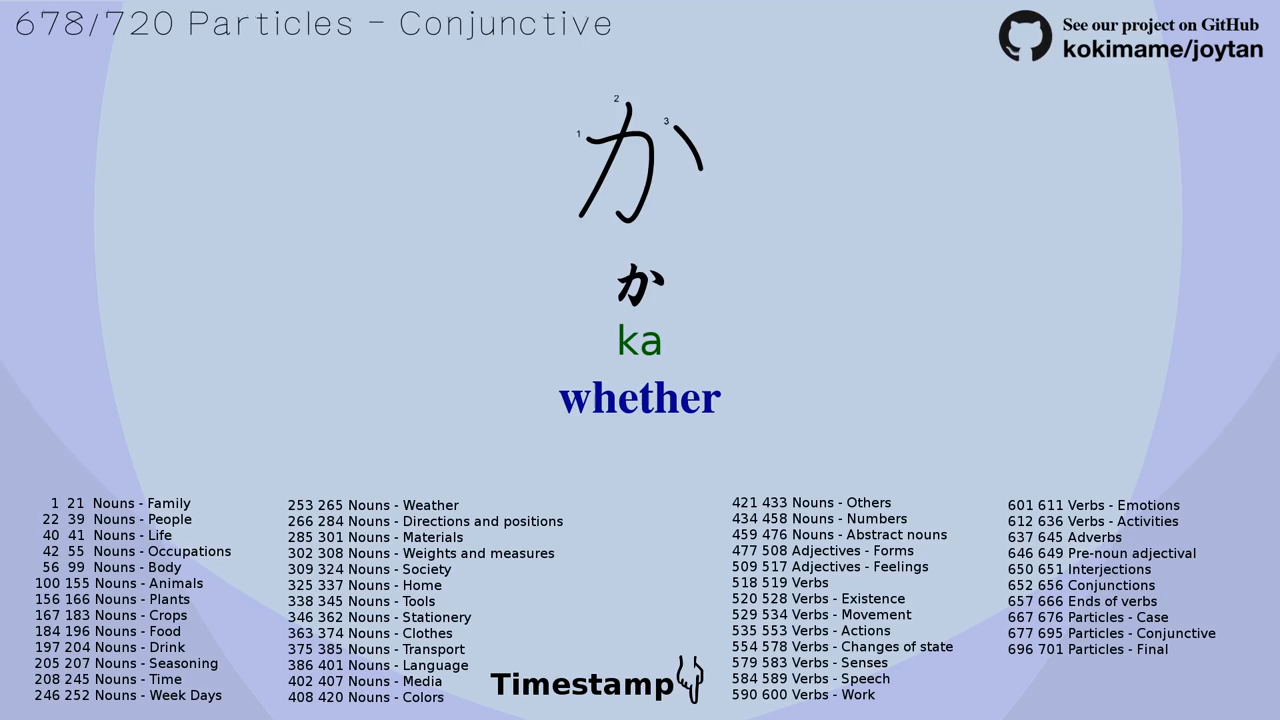 678/720 Particles - Conjunctive
See our project on GitHub
kokimame/joytan
1
2
3
か
か
ka
whether
1 21 Nouns - Family
22 39 Nouns - People
40 41 Nouns - Life
42 55 Nouns - Occupations
56 99 Nouns - Body
100 155 Nouns - Animals
156 166 Nouns - Plants
167 183 Nouns - Crops
184 196 Nouns - Food
197 204 Nouns - Drink
205 207 Nouns - Seasoning
208 245 Nouns - Time
246 252 Nouns - Week Days
253 265 Nouns - Weather
266 284 Nouns - Directions and positions
285 301 Nouns - Materials
302 308 Nouns - Weights and measures
309 324 Nouns - Society
325 337 Nouns - Home
338 345 Nouns - Tools
346 362 Nouns - Stationery
363 374 Nouns - Clothes
375 385 Nouns - Transport
386 401 Nouns - Language
402 407 Nouns - Media
408 420 Nouns - Colors
Timestamp
421 433 Nouns - Others
434 458 Nouns - Numbers
459 476 Nouns - Abstract nouns
477 508 Adjectives - Forms
509 517 Adjectives - Feelings
518 519 Verbs
520 528 Verbs - Existence
529 534 Verbs - Movement
535 553 Verbs - Actions
554 578 Verbs - Changes of state
579 583 Verbs - Senses
584 589 Verbs - Speech
590 600 Verbs - Work
601 611 Verbs - Emotions
612 636 Verbs - Activities
637 645 Adverbs
646 649 Pre-noun adjectival
650 651 Interjections
652 656 Conjunctions
657 666 Ends of verbs
667 676 Particles - Case
677 695 Particles - Conjunctive
696 701 Particles - Final